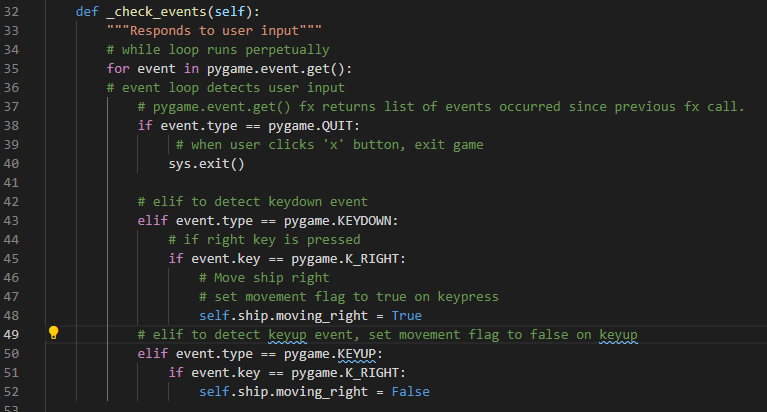 32 def _check_events(self):
33 """Responds to user input"""
34 # while loop runs perpetually
35 for event in pygame.event.get():
36 # event loop detects user input
37 # pygame.event.get() fx returns list of events occurred since previous fx call.
38 if event.type == pygame.QUIT:
39 # when user clicks 'x' button, exit game
40 sys.exit()
41
42 # elif to detect keydown event
43 elif event.type == pygame.KEYDOWN:
44 # if right key is pressed
45 if event.key == pygame.K_RIGHT:
46 # Move ship right
47 # set movement flag to true on keypress
48 self.ship.moving_right = True
49 # elif to detect keyup event, set movement flag to false on keyup
50 elif event.type == pygame.KEYUP:
51 if event.key == pygame.K_RIGHT:
52 self.ship.moving_right = False
53